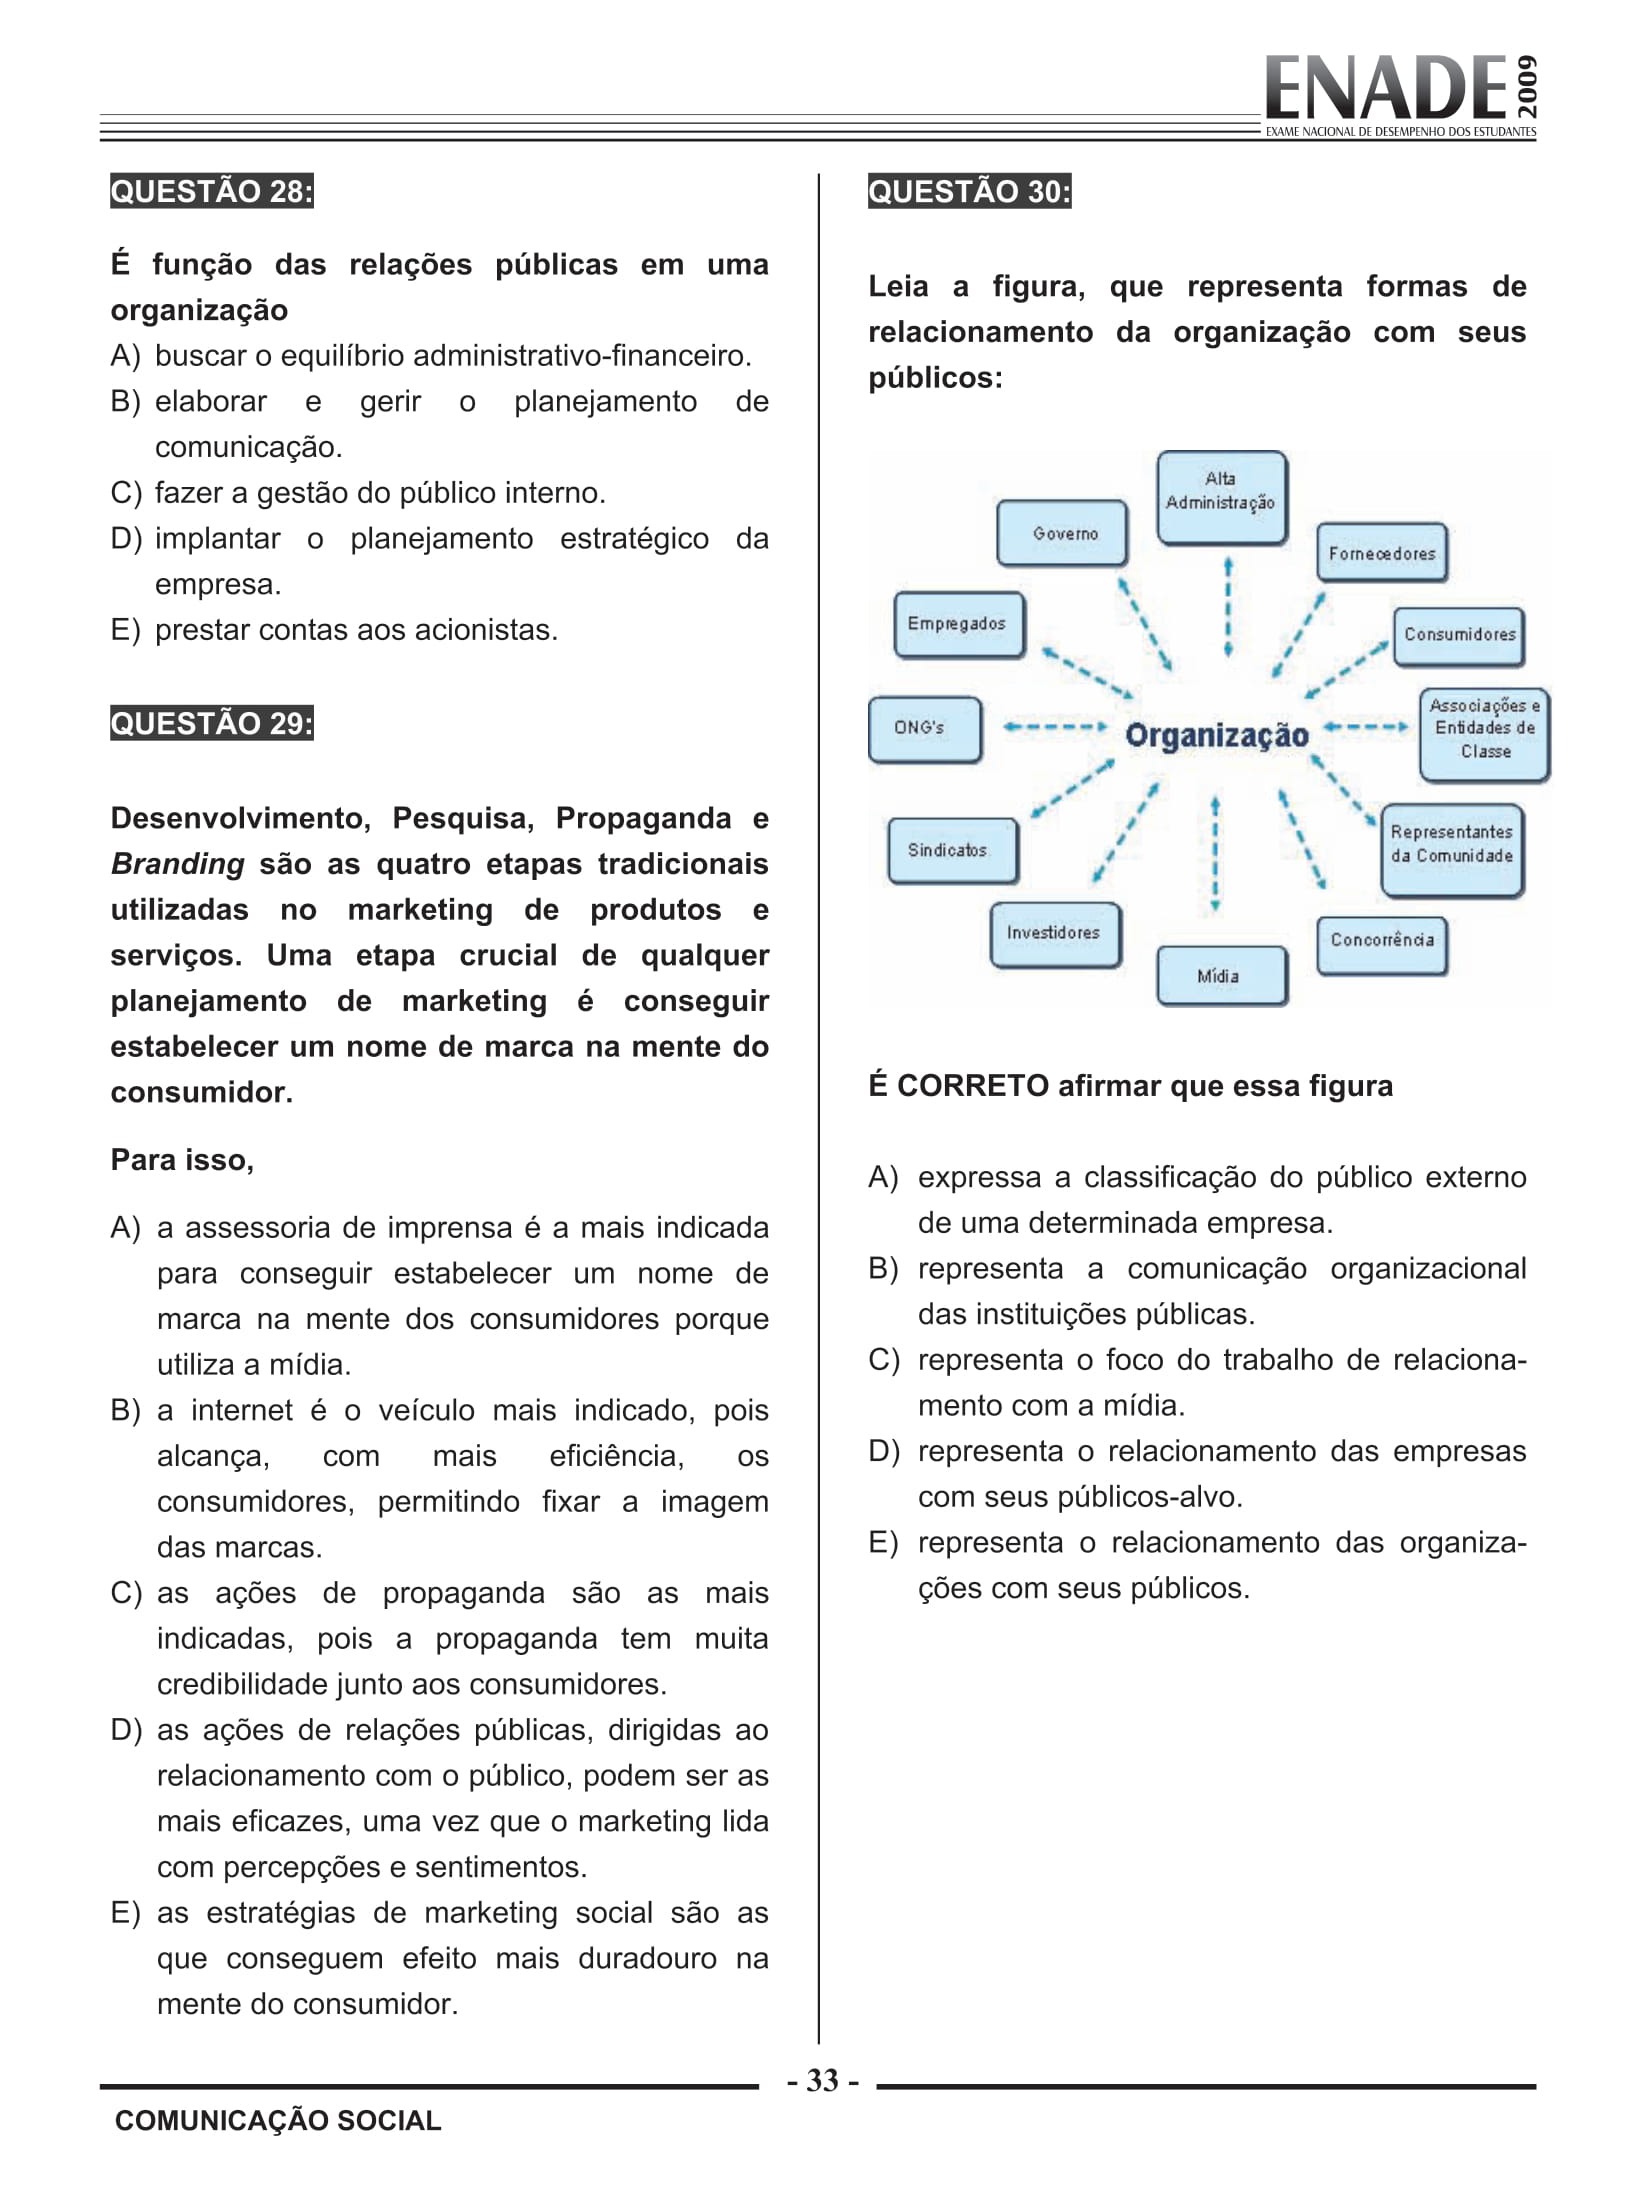 ENADE 2009
EXAME NACIONAL DE DESEMPENHO DOS ESTUDANTES
QUESTÃO 28:
É função das relações públicas em uma
organização
A) buscar o equilíbrio administrativo-financeiro.
B) elaborar e gerir o planejamento de
comunicação.
C) fazer a gestão do público interno.
D) implantar o planejamento estratégico da
empresa.
E) prestar contas aos acionistas.
QUESTÃO 29:
Desenvolvimento, Pesquisa, Propaganda e
Branding são as quatro etapas tradicionais
utilizadas no marketing de produtos e
serviços. Uma etapa crucial de qualquer
planejamento de marketing é conseguir
estabelecer um nome de marca na mente do
consumidor.
Para isso,
A) a assessoria de imprensa é a mais indicada
para conseguir estabelecer um nome de
marca na mente dos consumidores porque
utiliza a mídia.
B) a internet é o veículo mais indicado, pois
alcança, com mais eficiência, os
consumidores, permitindo fixar a imagem
das marcas.
C) as ações de propaganda são as mais
indicadas, pois a propaganda tem muita
credibilidade junto aos consumidores.
D) as ações de relações públicas, dirigidas ao
relacionamento com o público, podem ser as
mais eficazes, uma vez que o marketing lida
com percepções e sentimentos.
E) as estratégias de marketing social são as
que conseguem efeito mais duradouro na
mente do consumidor.
QUESTÃO 30:
Leia a figura, que representa formas de
relacionamento da organização com seus
públicos:
Alta
Administração
Governo
Fornecedores
Empregados
Consumidores
ONG's
Organização
Associações e
Entidades de
Classe
Sindicatos
Representantes
da Comunidade
Investidores
Concorrência
Mídia
É CORRETO afirmar que essa figura
A) expressa a classificação do público externo
de uma determinada empresa.
B) representa a comunicação organizacional
das instituições públicas.
C) representa o foco do trabalho de relaciona-
mento com a mídia.
D) representa o relacionamento das empresas
com seus públicos-alvo.
E) representa o relacionamento das organiza-
ções com seus públicos.
- 33 -
COMUNICAÇÃO SOCIAL